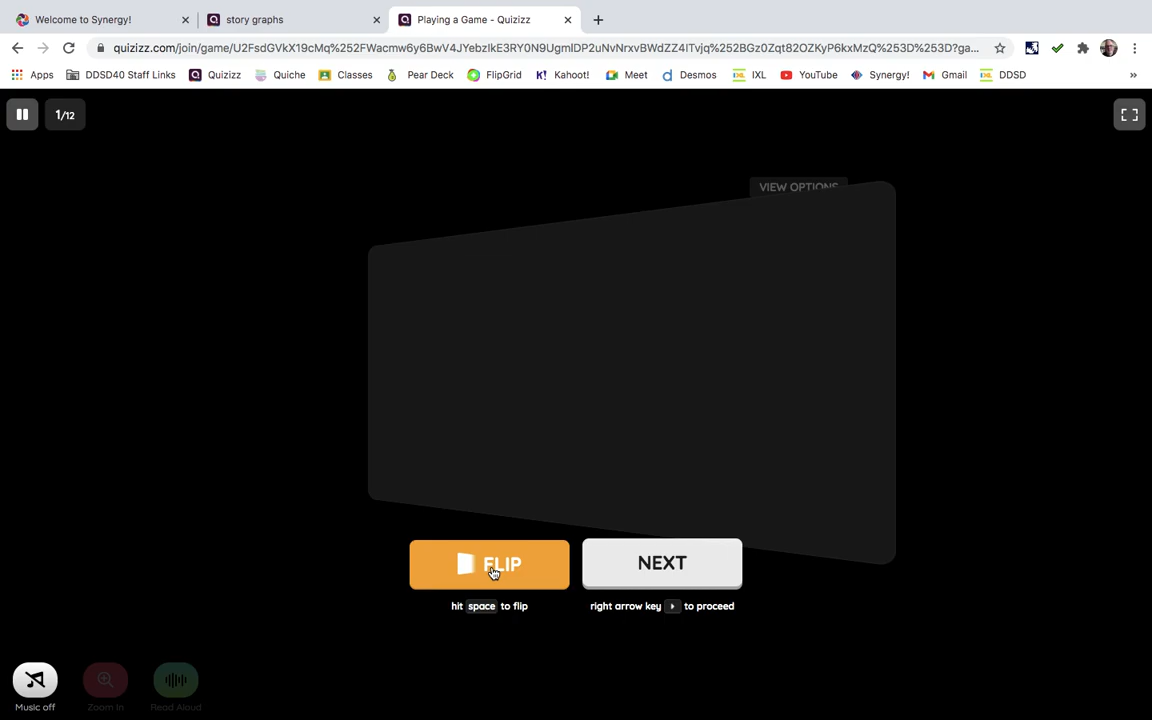 Welcome to Synergy!
story graphs
Playing a Game - Quizizz
quizizz.com/join/game/U2FsdGVkX19cMq%252FWacmw6y6BwV4JYebzIkE3RY0N9UgmlDP2uNvNrxvBWdZZ4ITvjq%252BGz0Zqt82OZKyP6kxMzQ%253D%253D?ga...
Apps DDSD40 Staff Links Quizizz Quiche Classes Pear Deck FlipGrid Kahoot! Meet Desmos IXL YouTube Synergy! Gmail DDSD »
1/12
VIEW OPTIONS
FLIP NEXT
hit space to flip right arrow key to proceed
Music off Zoom In Read Aloud